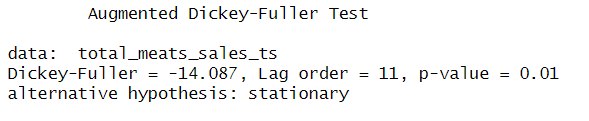 Augmented Dickey-Fuller Test
data: total_meats_sales_ts
Dickey-Fuller = -14.087, Lag order = 11, p-value = 0.01
alternative hypothesis: stationary